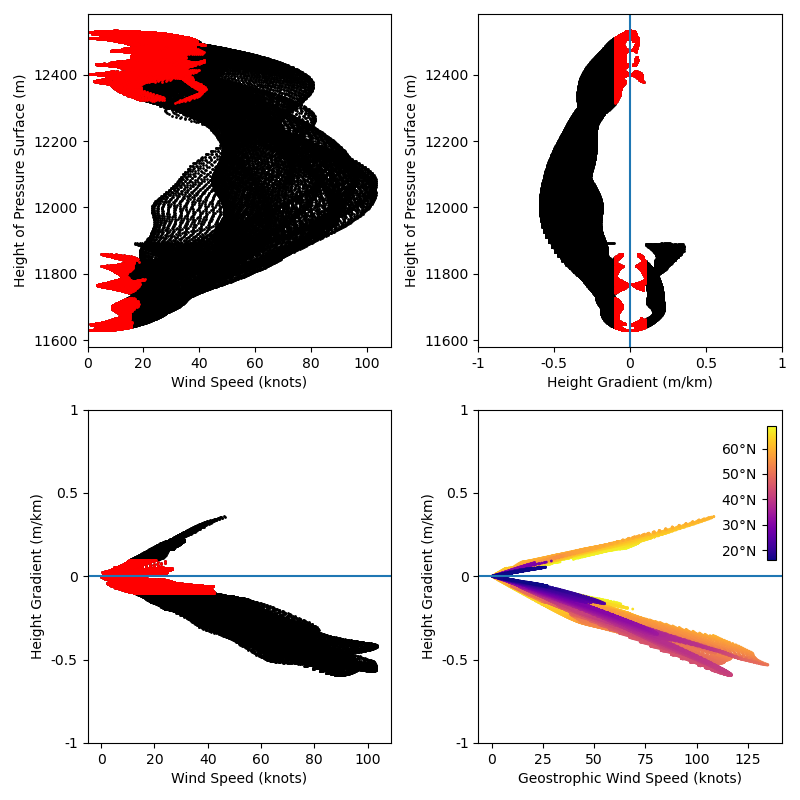 12400
12200
12000
11800
11600
Height of Pressure Surface (m)
0 20 40 60 80 100
Wind Speed (knots)
12400
12200
12000
11800
11600
Height of Pressure Surface (m)
-1 -0.5 0 0.5 1
Height Gradient (m/km)
1
0.5
0
-0.5
-1
Height Gradient (m/km)
0 20 40 60 80 100
Wind Speed (knots)
1
0.5
0
-0.5
-1
Height Gradient (m/km)
60°N
50°N
40°N
30°N
20°N
0 25 50 75 100 125
Geostrophic Wind Speed (knots)